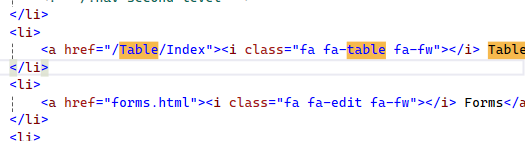 </li>
<li>
<a href="/Table/Index"><i class="fa fa-table fa-fw"></i> Table
</li>
<li>
<a href="forms.html"><i class="fa fa-edit fa-fw"></i> Forms</a
</li>
<li>